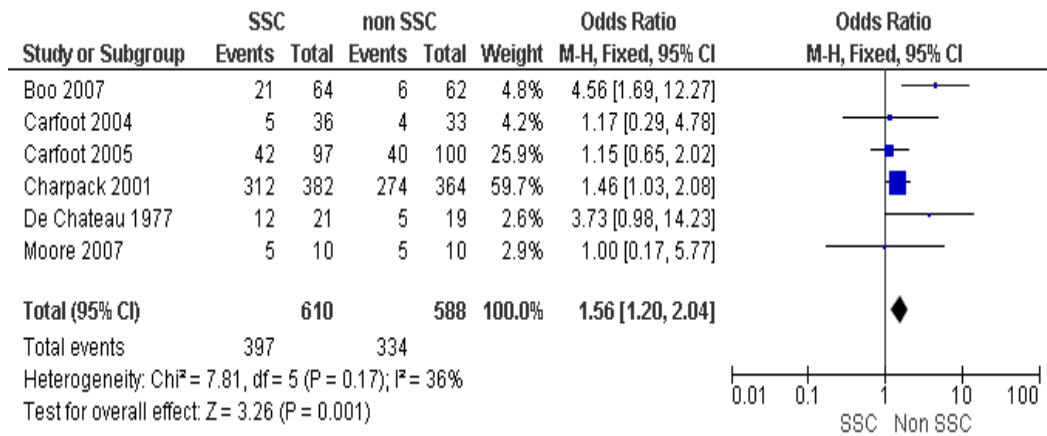 SSC non SSC Odds Ratio Odds Ratio
Study or Subgroup Events Total Events Total Weight M-H, Fixed, 95% CI M-H, Fixed, 95% CI
Boo 2007 21 64 6 62 4.8% 4.56 [1.69, 12.27]
Carfoot 2004 5 36 4 33 4.2% 1.17 [0.29, 4.78]
Carfoot 2005 42 97 40 100 25.9% 1.15 [0.65, 2.02]
Charpack 2001 312 382 274 364 59.7% 1.46 [1.03, 2.08]
De Chateau 1977 12 21 5 19 2.6% 3.73 [0.98, 14.23]
Moore 2007 5 10 5 10 2.9% 1.00 [0.17, 5.77]
Total (95% CI) 610 588 100.0% 1.56 [1.20, 2.04]
Total events 397 334
Heterogeneity: Chi² = 7.81, df = 5 (P = 0.17); I² = 36%
Test for overall effect: Z = 3.26 (P = 0.001)
0.01 0.1 1 10 100
SSC Non SSC